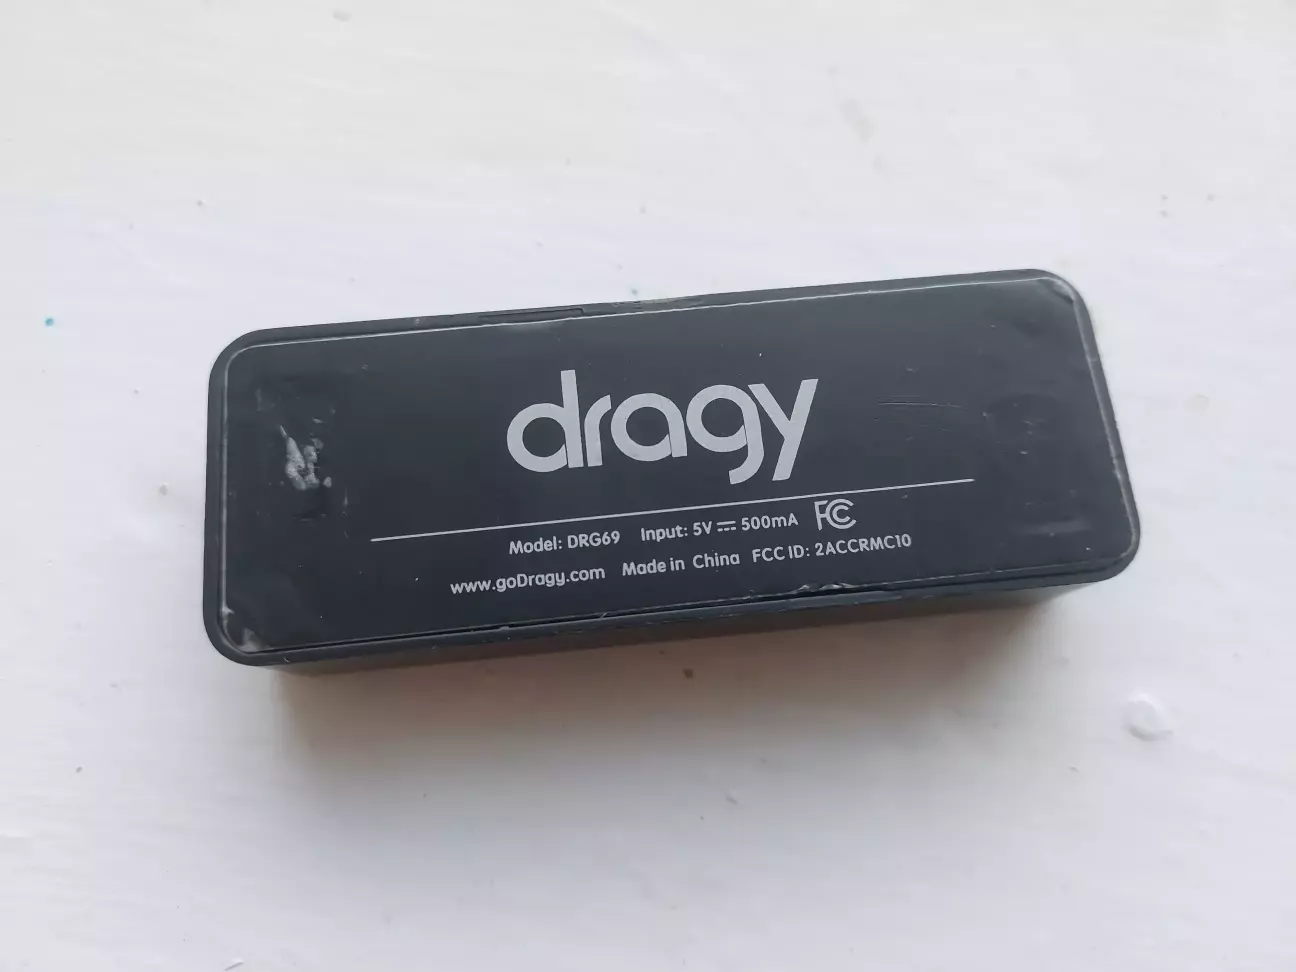 dragy
Model: DRG69 Input: 5V ⎓ 500mA FC
www.goDragy.com Made in China FCC ID: 2ACCRMC10